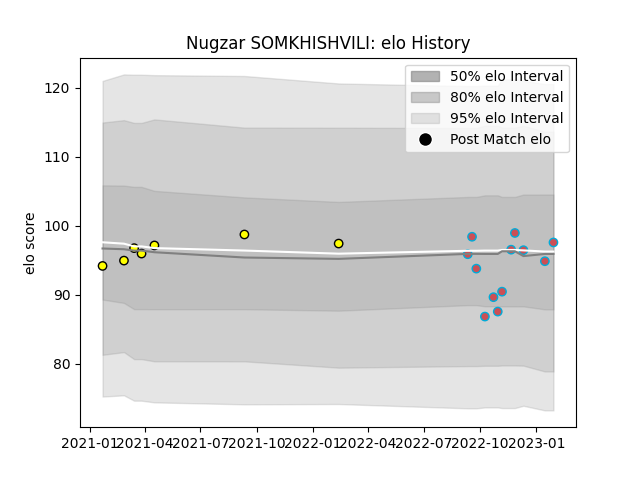 Nugzar SOMKHISHVILI: elo History
50% elo Interval
80% elo Interval
95% elo Interval
Post Match elo
elo score
120
110
100
90
80
2021-01 2021-04 2021-07 2021-10 2022-01 2022-04 2022-07 2022-10 2023-01